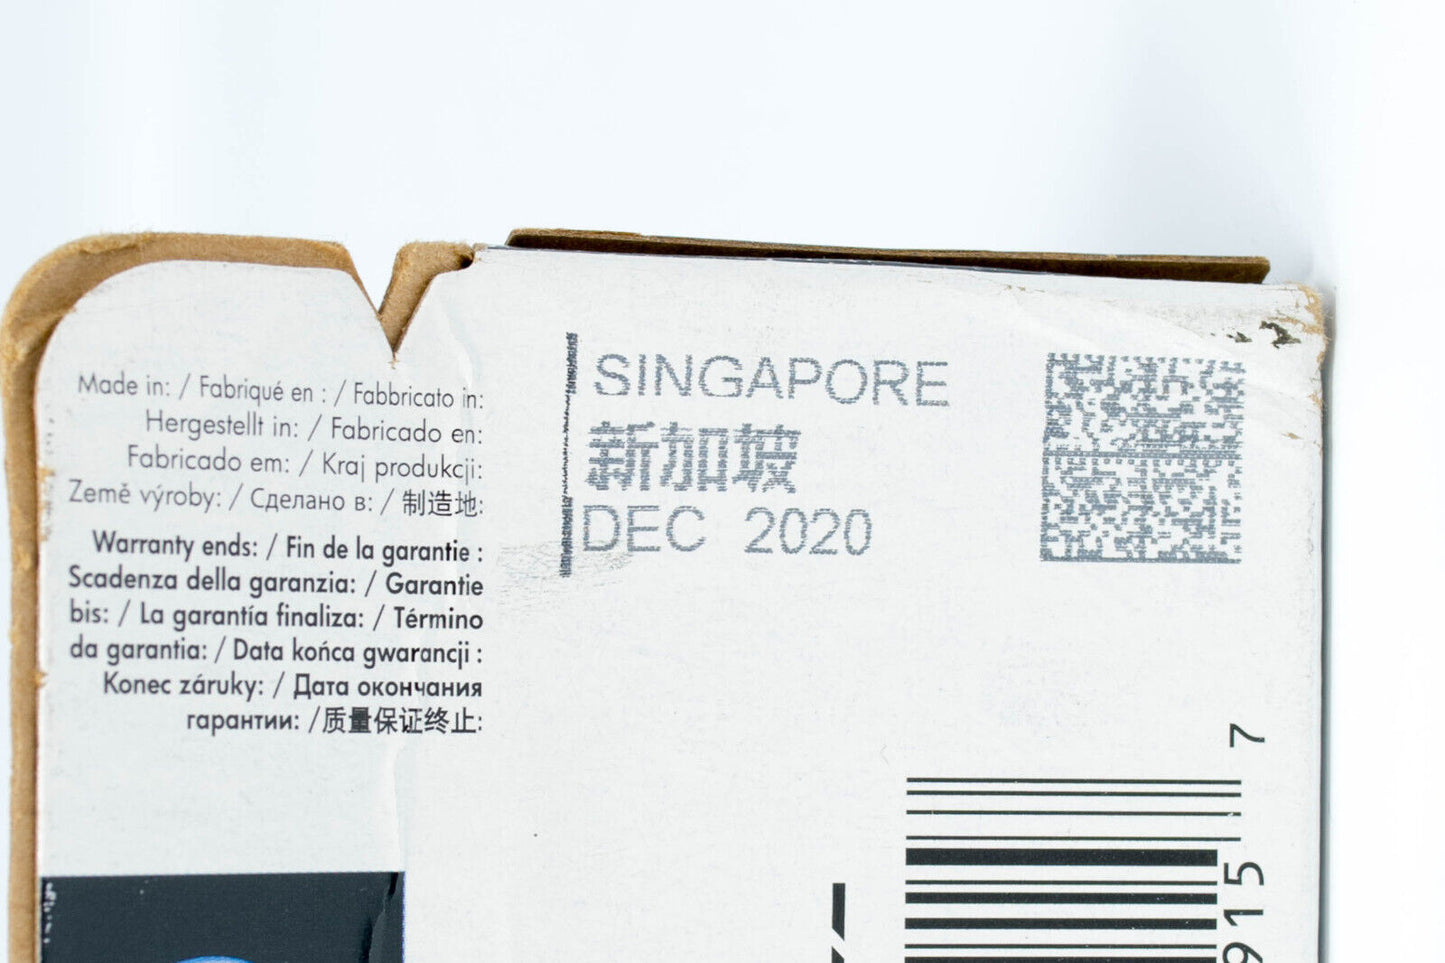 Made in: / Fabriqué en : / Fabbricato in:
Hergestellt in: / Fabricado en:
Fabricado em: / Kraj produkcji:
Země výroby: / Сделано в: / 制造地:
Warranty ends: / Fin de la garantie :
Scadenza della garanzia: / Garantie
bis: / La garantía finaliza: / Término
da garantia: / Data końca gwarancji :
Konec záruky: / Дата окончания
гарантии: /质量保证终止:
SINGAPORE
新加坡
DEC 2020
915 7